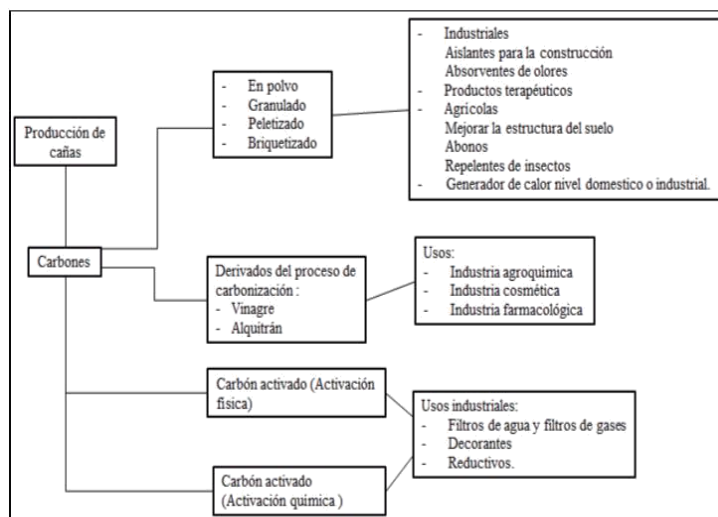 Producción de
cañas
Carbones
- En polvo
- Granulado
- Peletizado
- Briquetizado
- Industriales
Aislantes para la construcción
Absorventes de olores
- Productos terapéuticos
- Agricolas
Mejorar la estructura del suelo
Abonos
Repelentes de insectos
- Generador de calor nivel domestico o industrial.
Derivados del proceso de
carbonización :
- Vinagre
- Alquitrán
Usos:
- Industria agroquimica
- Industria cosmética
- Industria farmacológica
Carbón activado (Activación
física)
Carbón activado
(Activación quimica )
Usos industriales:
- Filtros de agua y filtros de gases
- Decorantes
- Reductivos.